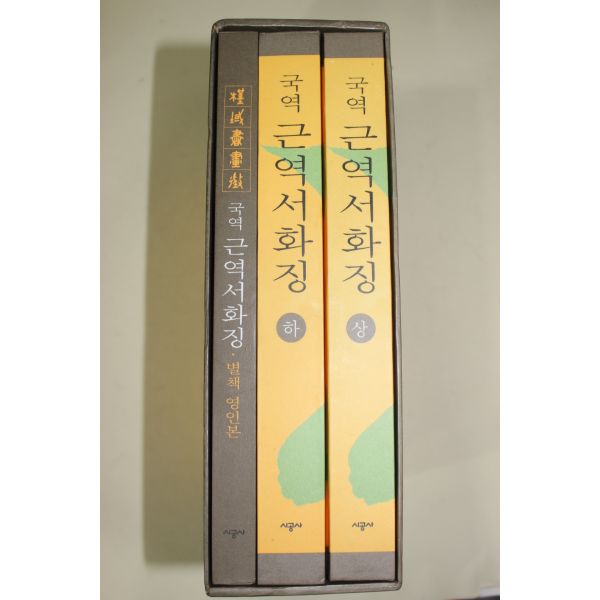 槿域書畫徵
국역 근역서화징 · 별책 영인본
시공사
국역 근역서화징 하
시공사
국역 근역서화징 상
시공사